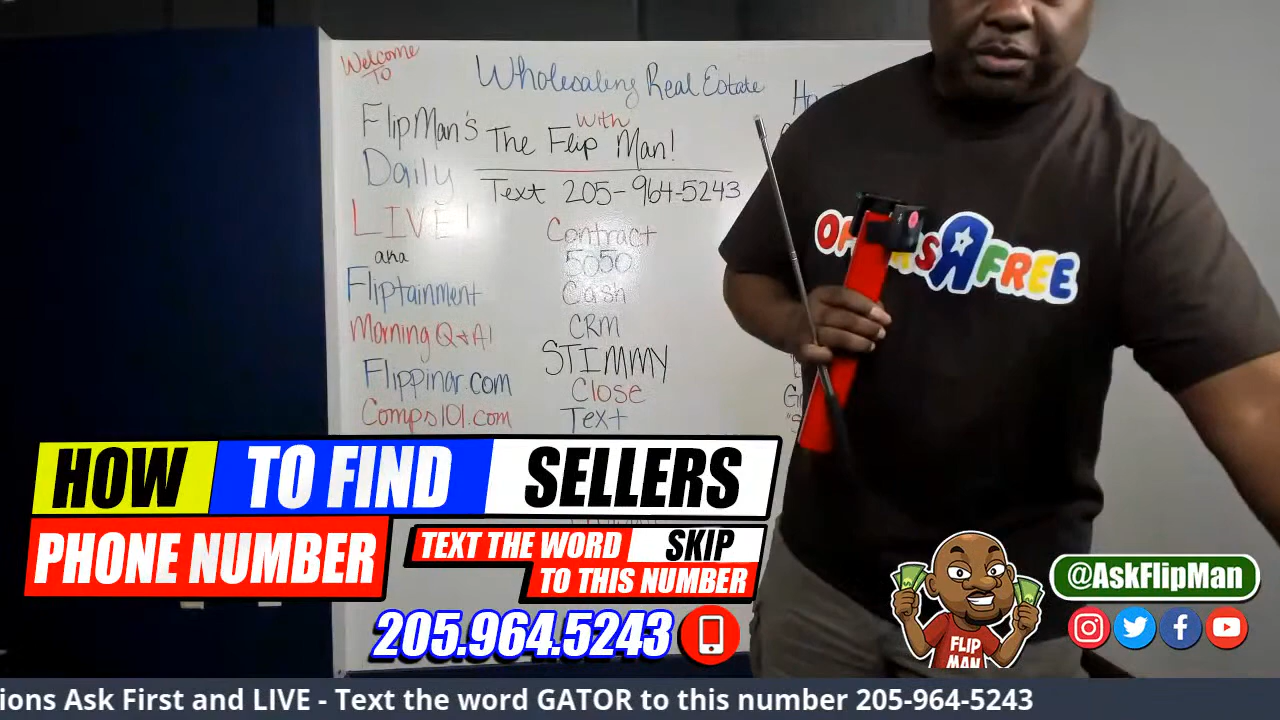 Welcome
To
FlipMan's
Daily
LIVE!
aka
Fliptainment
Morning Q&A!
Flippinar.com
Comps101.com
Wholesaling Real Estate
with
The Flip Man!
Text 205-964-5243
Contract
5050
Cash
CRM
STIMMY
Close
Text
FREE
HOW TO FIND SELLERS
PHONE NUMBER
TEXT THE WORD SKIP
TO THIS NUMBER
205.964.5243
FLIP
MAN
@AskFlipMan
ions Ask First and LIVE - Text the word GATOR to this number 205-964-5243